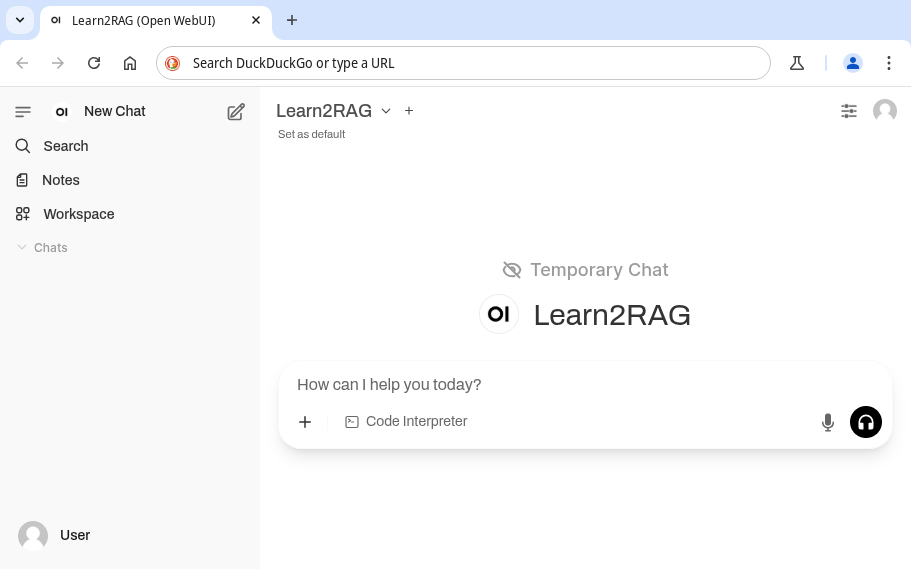 OI Learn2RAG (Open WebUI)
Search DuckDuckGo or type a URL
OI New Chat
Search
Notes
Workspace
Chats
User
Learn2RAG
Set as default
Temporary Chat
OI Learn2RAG
How can I help you today?
Code Interpreter